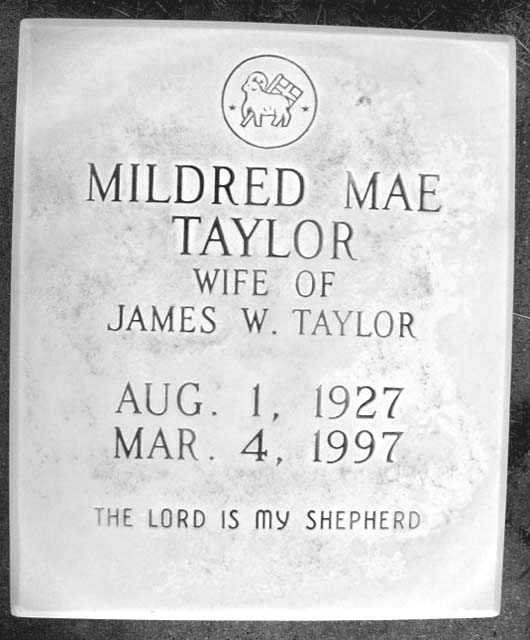 MILDRED MAE
TAYLOR
WIFE OF
JAMES W. TAYLOR
AUG. 1, 1927
MAR. 4, 1997
THE LORD IS MY SHEPHERD